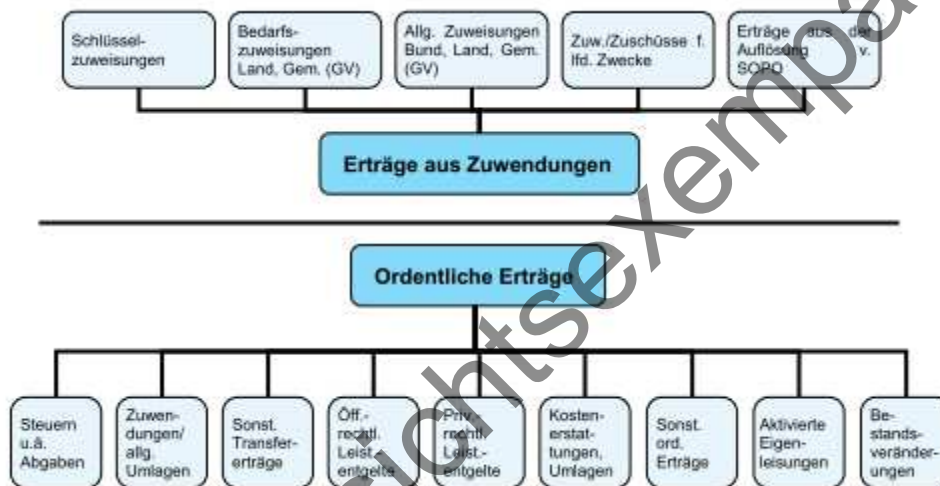 Schlüssel-
zuweisungen
Bedarfs-
zuweisungen
Land, Gem. (GV)
Allg. Zuweisungen
Bund, Land, Gem.
(GV)
Zuw./Zuschüsse f.
lfd. Zwecke
Erträge aus der
Auflösung v.
SOPO
Erträge aus Zuwendungen
Ordentliche Erträge
Steuern
u.ä.
Abgaben
Zuwen-
dungen/
allg.
Umlagen
Sonst.
Transfer-
erträge
Öff.-
rechtl.
Leist.-
entgelte
Priv.-
rechtl.
Leist.-
entgelte
Kosten-
erstat-
tungen,
Umlagen
Sonst.
ord.
Erträge
Aktivierte
Eigen-
leistungen
Be-
stands-
veränder-
ungen